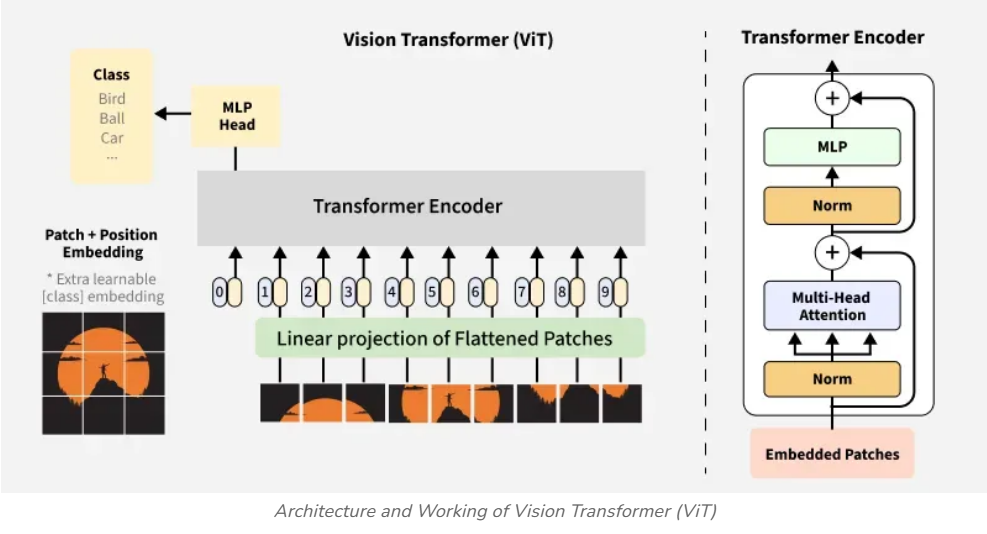 Vision Transformer (ViT)
Class
Bird
Ball
Car
...
MLP
Head
Transformer Encoder
Patch + Position
Embedding
* Extra learnable
[class] embedding
0 1 2 3 4 5 6 7 8 9
Linear projection of Flattened Patches
Transformer Encoder
+
MLP
Norm
+
Multi-Head
Attention
Norm
Embedded Patches
Architecture and Working of Vision Transformer (ViT)